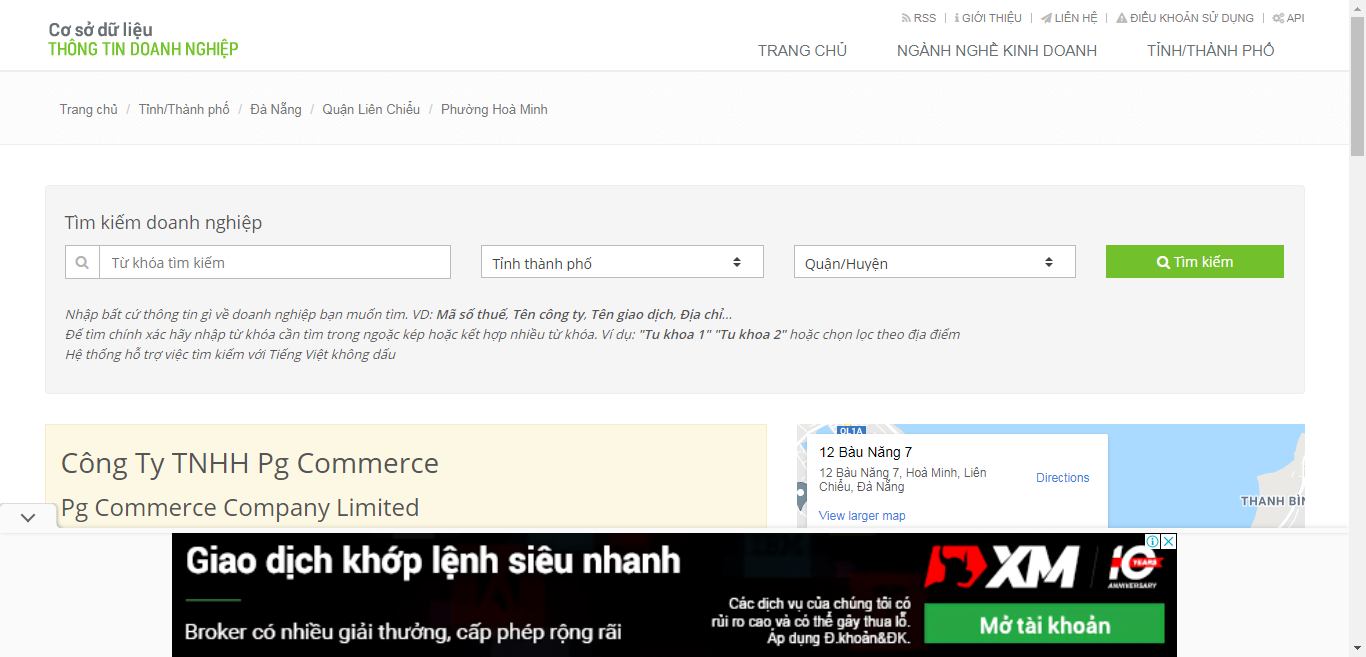 Cơ sở dữ liệu
THÔNG TIN DOANH NGHIỆP
RSS
GIỚI THIỆU
LIÊN HỆ
ĐIỀU KHOẢN SỬ DỤNG
API
TRANG CHỦ
NGÀNH NGHỀ KINH DOANH
TỈNH/THÀNH PHỐ
Trang chủ / Tỉnh/Thành phố / Đà Nẵng / Quận Liên Chiểu / Phường Hoà Minh
Tìm kiếm doanh nghiệp
Từ khóa tìm kiếm
Tỉnh thành phố
Quận/Huyện
Tìm kiếm
Nhập bất cứ thông tin gì về doanh nghiệp bạn muốn tìm. VD: Mã số thuế, Tên công ty, Tên giao dịch, Địa chỉ...
Để tìm chính xác hãy nhập từ khóa cần tìm trong ngoặc kép hoặc kết hợp nhiều từ khóa. Ví dụ: "Tu khoa 1" "Tu khoa 2" hoặc chọn lọc theo địa điểm
Hệ thống hỗ trợ việc tìm kiếm với Tiếng Việt không dấu
Công Ty TNHH Pg Commerce
Pg Commerce Company Limited
QL1A
12 Bàu Năng 7
12 Bàu Năng 7, Hoà Minh, Liên
Chiểu, Đà Nẵng
Directions
View larger map
THANH BÌN
Giao dịch khớp lệnh siêu nhanh
Broker có nhiều giải thưởng, cấp phép rộng rãi
Các dịch vụ của chúng tôi có
rủi ro cao và có thể gây thua lỗ.
Áp dụng Đ.khoản&ĐK.
XM
10
YEARS
ANNIVERSARY
Mở tài khoản